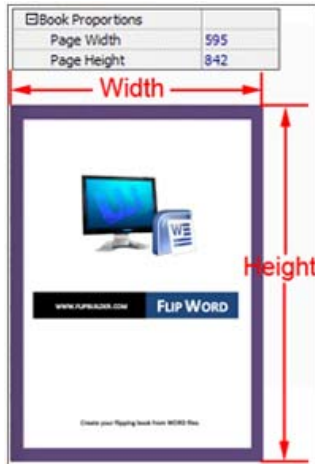 Book Proportions
Page Width 595
Page Height 842
Width
Height
W
WWW.FLIPBUILDER.COM FLIP WORD
Create your flipping book from WORD files